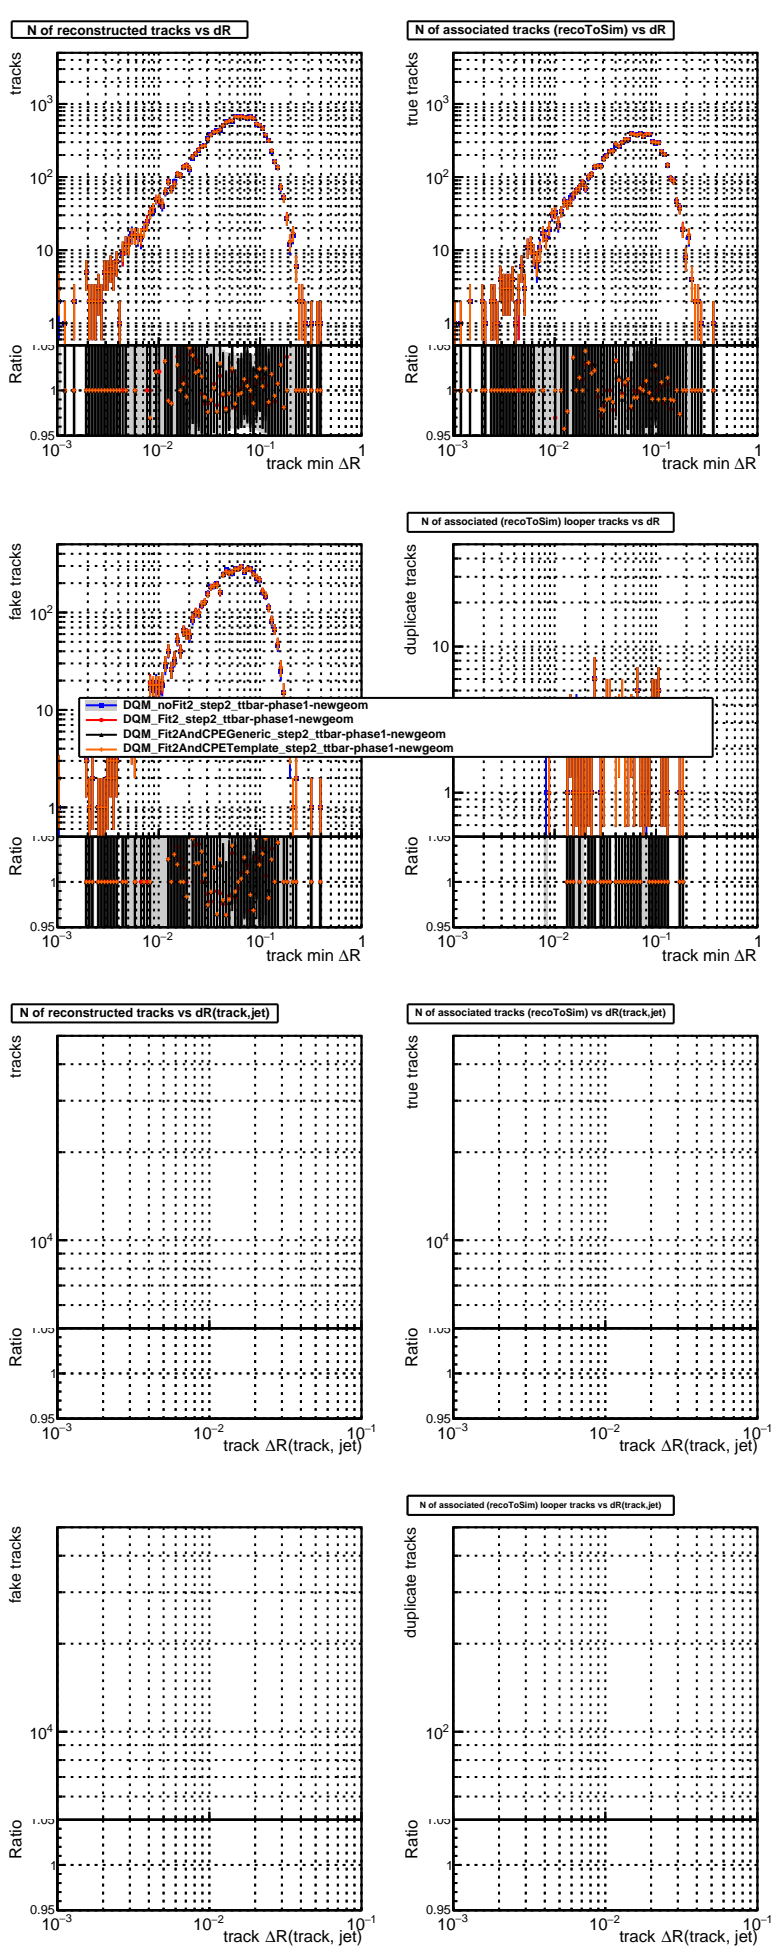 N of reconstructed tracks vs dR
tracks
10³
10²
10
1
1.05
Ratio
1
0.95
10⁻³ 10⁻² 10⁻¹ 1
track min ΔR
N of associated tracks (recoToSim) vs dR
true tracks
10³
10²
10
1
1.05
Ratio
1
0.95
10⁻³ 10⁻² 10⁻¹ 1
track min ΔR
fake tracks
10²
10
1
1.05
Ratio
1
0.95
10⁻³ 10⁻² 10⁻¹ 1
track min ΔR
N of associated (recoToSim) looper tracks vs dR
duplicate tracks
10
1
1.05
Ratio
1
0.95
10⁻³ 10⁻² 10⁻¹ 1
track min ΔR
DQM_noFit2_step2_ttbar-phase1-newgeom
DQM_Fit2_step2_ttbar-phase1-newgeom
DQM_Fit2AndCPEGeneric_step2_ttbar-phase1-newgeom
DQM_Fit2AndCPETemplate_step2_ttbar-phase1-newgeom
N of reconstructed tracks vs dR(track,jet)
tracks
10⁴
1.05
Ratio
1
0.95
10⁻³ 10⁻² 10⁻¹
track ΔR(track, jet)
N of associated tracks (recoToSim) vs dR(track,jet)
true tracks
10⁴
1.05
Ratio
1
0.95
10⁻³ 10⁻² 10⁻¹
track ΔR(track, jet)
fake tracks
10⁴
1.05
Ratio
1
0.95
10⁻³ 10⁻² 10⁻¹
track ΔR(track, jet)
N of associated (recoToSim) looper tracks vs dR(track,jet)
duplicate tracks
10²
1.05
Ratio
1
0.95
10⁻³ 10⁻² 10⁻¹
track ΔR(track, jet)